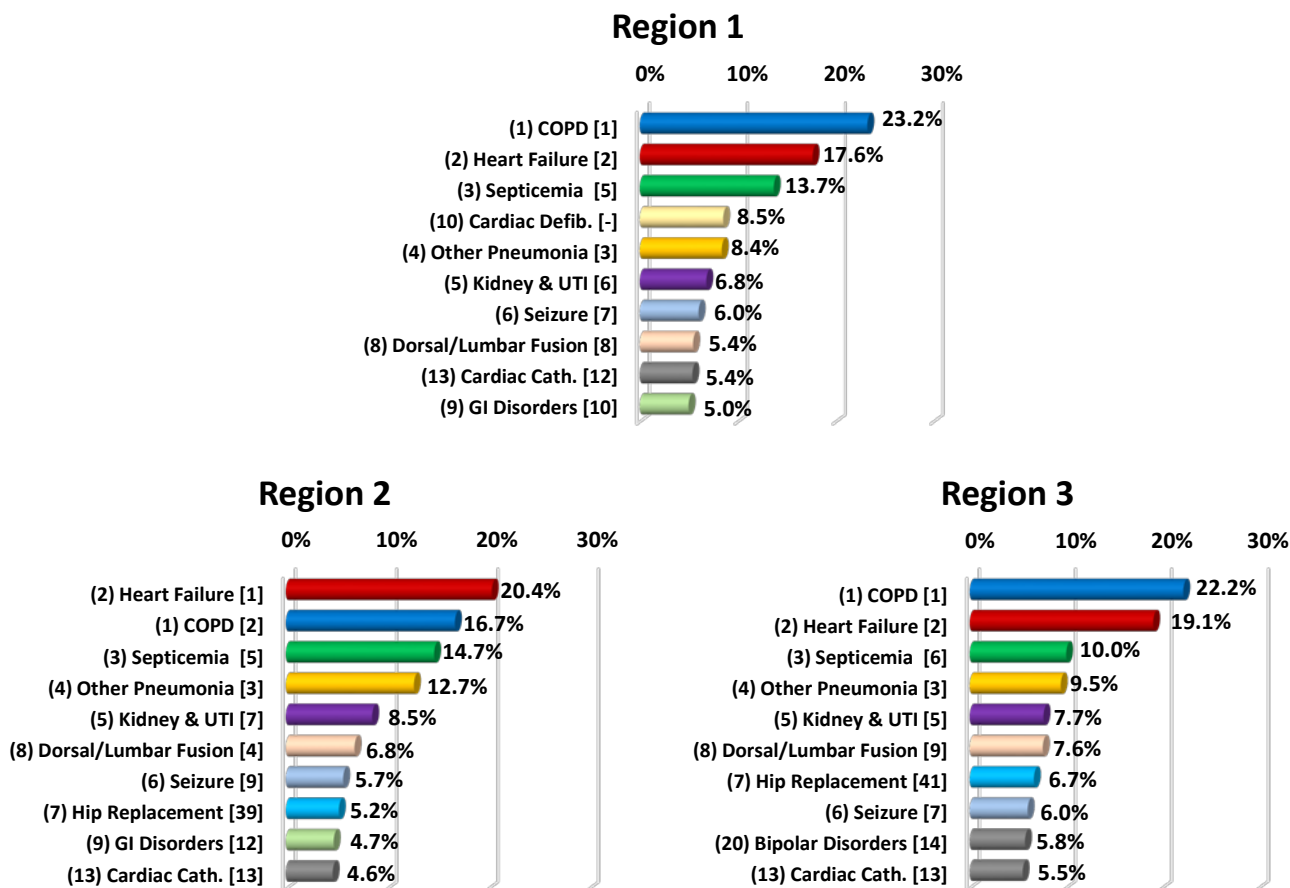 Region 1
0% 10% 20% 30%
(1) COPD [1] 23.2%
(2) Heart Failure [2] 17.6%
(3) Septicemia [5] 13.7%
(10) Cardiac Defib. [-] 8.5%
(4) Other Pneumonia [3] 8.4%
(5) Kidney & UTI [6] 6.8%
(6) Seizure [7] 6.0%
(8) Dorsal/Lumbar Fusion [8] 5.4%
(13) Cardiac Cath. [12] 5.4%
(9) GI Disorders [10] 5.0%
Region 2
0% 10% 20% 30%
(2) Heart Failure [1] 20.4%
(1) COPD [2] 16.7%
(3) Septicemia [5] 14.7%
(4) Other Pneumonia [3] 12.7%
(5) Kidney & UTI [7] 8.5%
(8) Dorsal/Lumbar Fusion [4] 6.8%
(6) Seizure [9] 5.7%
(7) Hip Replacement [39] 5.2%
(9) GI Disorders [12] 4.7%
(13) Cardiac Cath. [13] 4.6%
Region 3
0% 10% 20% 30%
(1) COPD [1] 22.2%
(2) Heart Failure [2] 19.1%
(3) Septicemia [6] 10.0%
(4) Other Pneumonia [3] 9.5%
(5) Kidney & UTI [5] 7.7%
(8) Dorsal/Lumbar Fusion [9] 7.6%
(7) Hip Replacement [41] 6.7%
(6) Seizure [7] 6.0%
(20) Bipolar Disorders [14] 5.8%
(13) Cardiac Cath. [13] 5.5%